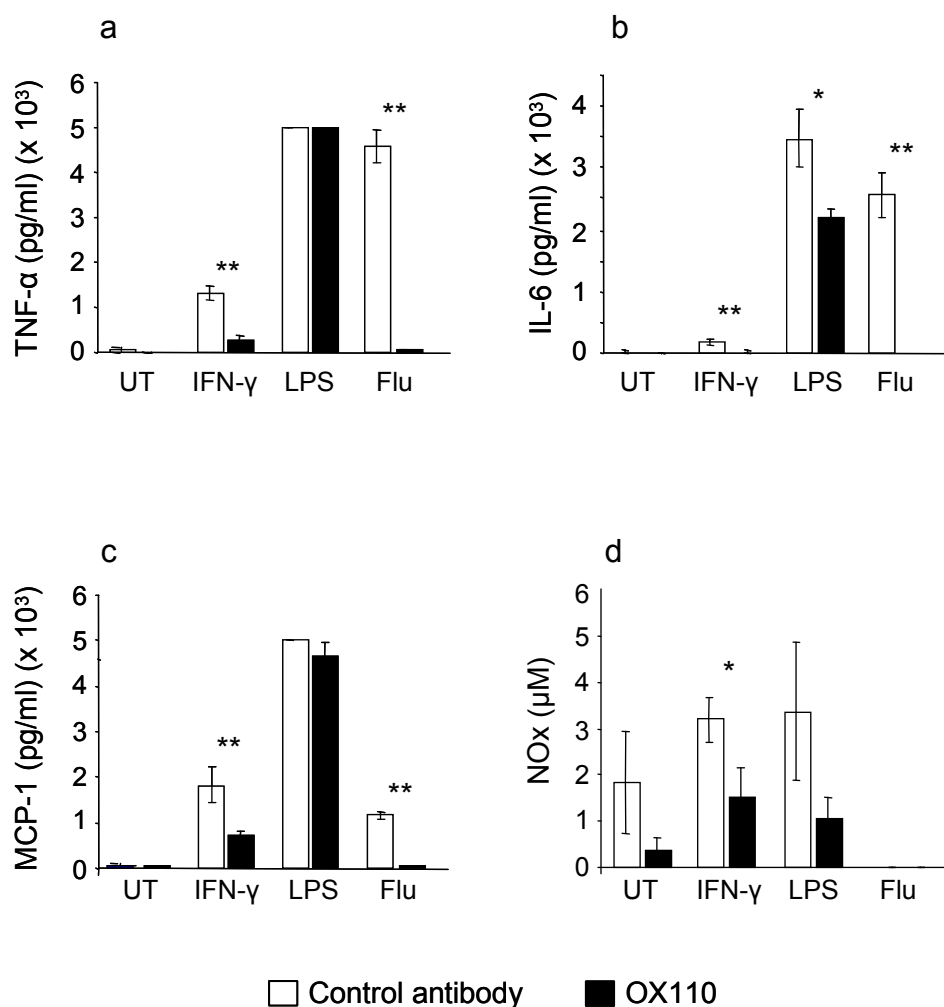 a
TNF-α (pg/ml) (x 10³)
6
5
4
3
2
1
0
**
**
UT IFN-γ LPS Flu
b
IL-6 (pg/ml) (x 10³)
4
3
2
1
0
*
**
**
UT IFN-γ LPS Flu
c
MCP-1 (pg/ml) (x 10³)
6
5
4
3
2
1
0
**
**
UT IFN-γ LPS Flu
d
NOx (μM)
6
5
4
3
2
1
0
*
UT IFN-γ LPS Flu
Control antibody OX110